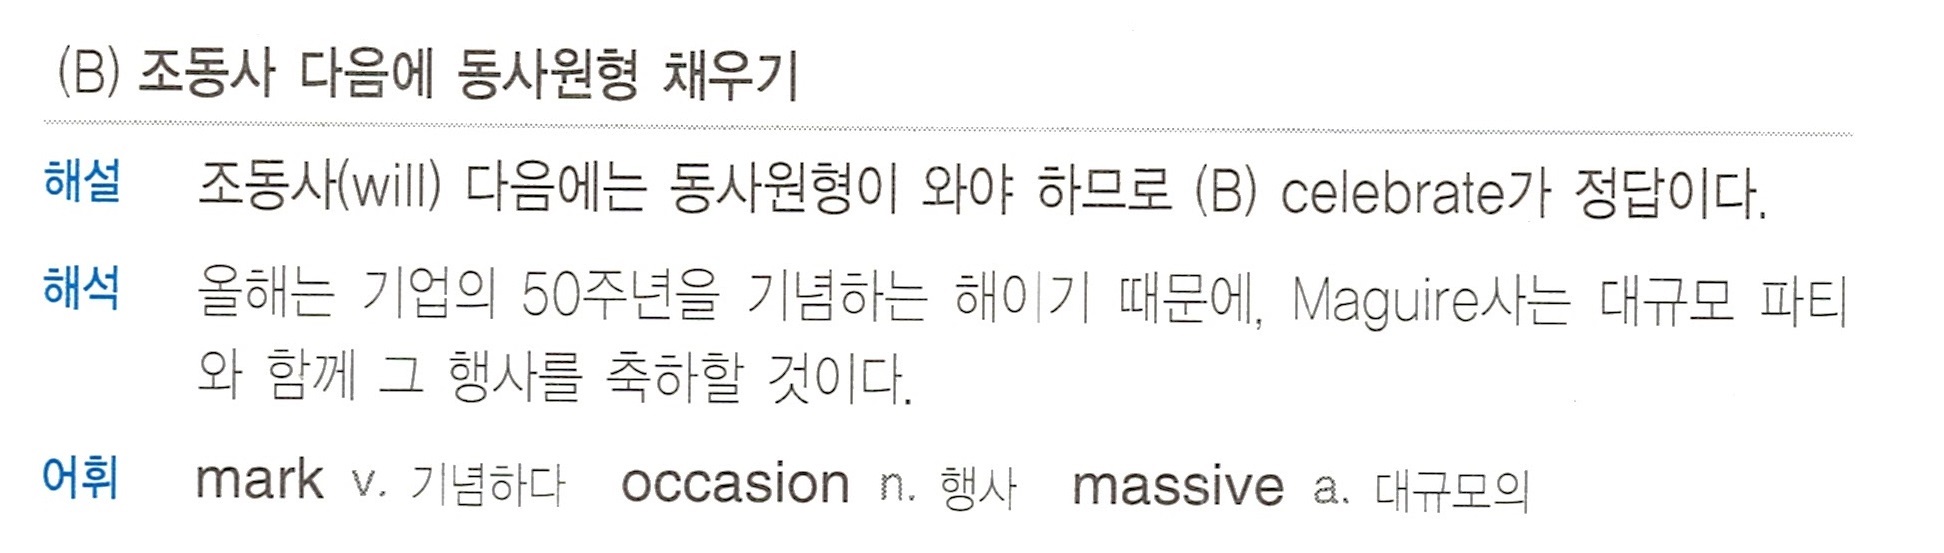 (B) 조동사 다음에 동사원형 채우기
해설 조동사(will) 다음에는 동사원형이 와야 하므로 (B) celebrate가 정답이다.
해석 올해는 기업의 50주년을 기념하는 해이기 때문에, Maguire사는 대규모 파티
와 함께 그 행사를 축하할 것이다.
어휘 mark v. 기념하다 occasion n. 행사 massive a. 대규모의